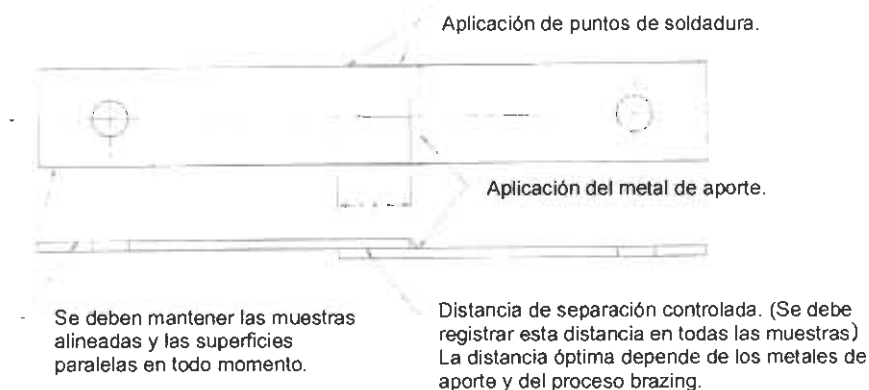 Aplicación de puntos de soldadura.
Aplicación del metal de aporte.
Se deben mantener las muestras
alineadas y las superficies
paralelas en todo momento.
Distancia de separación controlada. (Se debe
registrar esta distancia en todas las muestras)
La distancia óptima depende de los metales de
aporte y del proceso brazing.